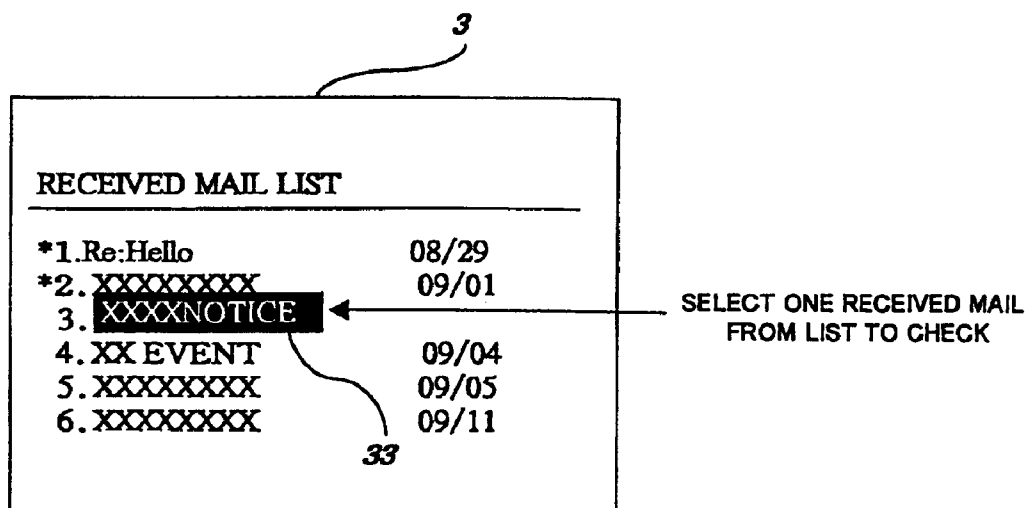 3
RECEIVED MAIL LIST
*1.Re:Hello 08/29
*2. XXXXXXXX 09/01
3. XXXXNOTICE
SELECT ONE RECEIVED MAIL
FROM LIST TO CHECK
4. XX EVENT 09/04
5. XXXXXXXX 09/05
6. XXXXXXXX 09/11
33